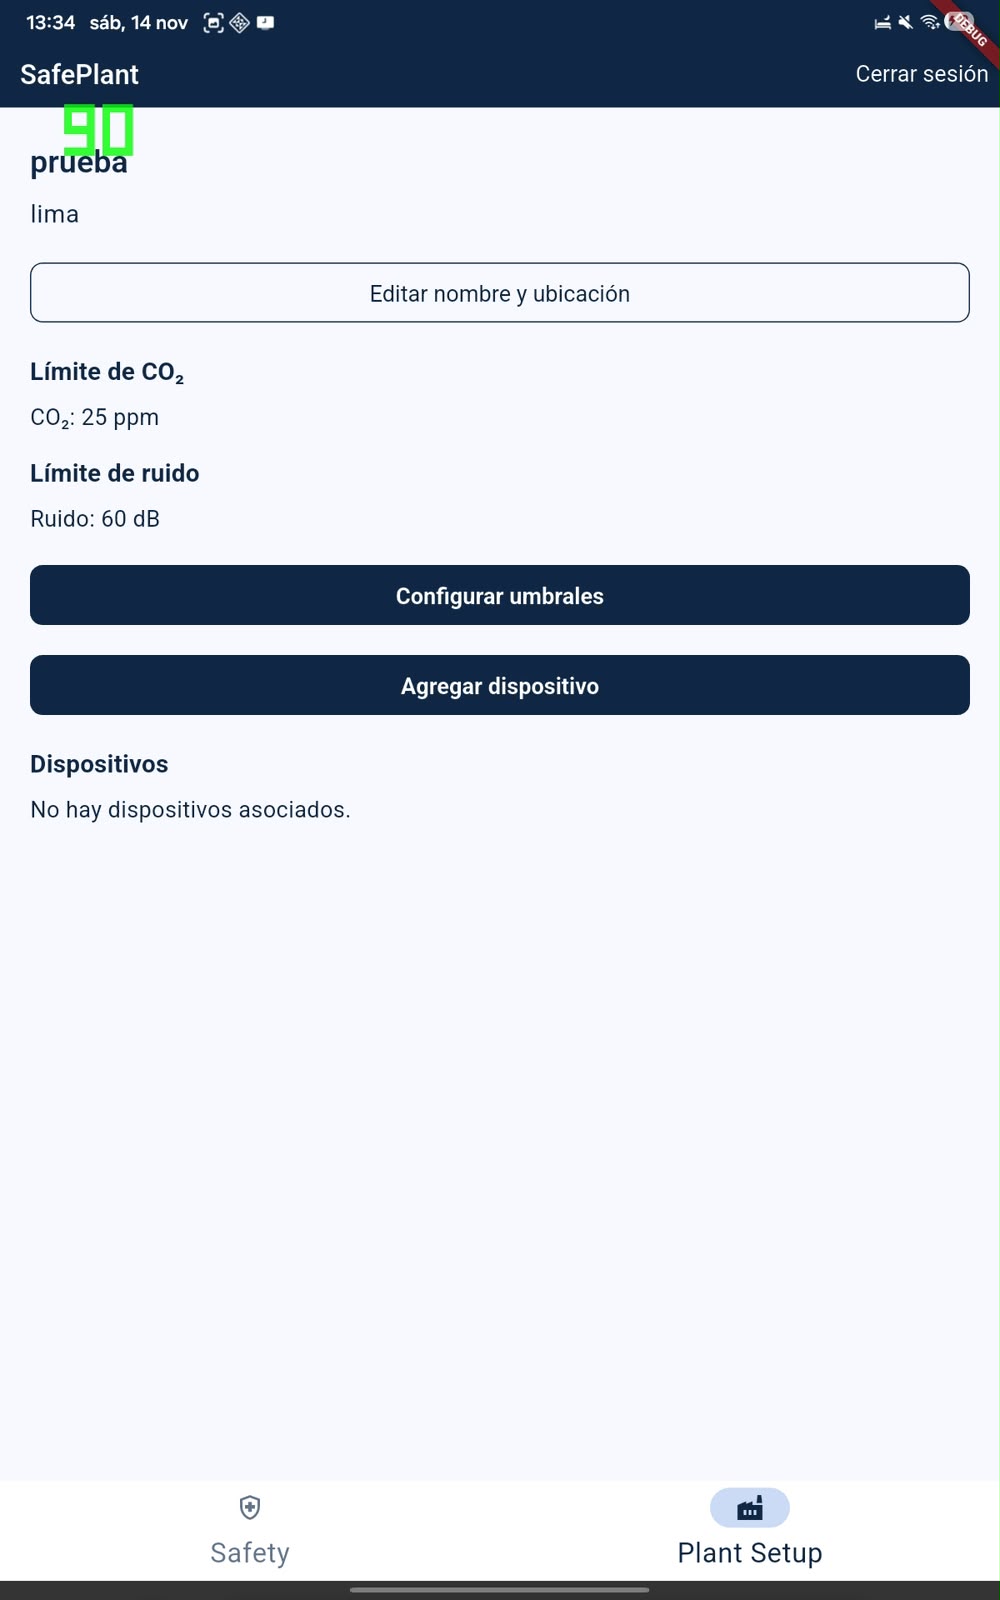 13:34 sáb, 14 nov
DEBUG
SafePlant
Cerrar sesión
90
prueba
lima
Editar nombre y ubicación
Límite de CO₂
CO₂: 25 ppm
Límite de ruido
Ruido: 60 dB
Configurar umbrales
Agregar dispositivo
Dispositivos
No hay dispositivos asociados.
Safety
Plant Setup